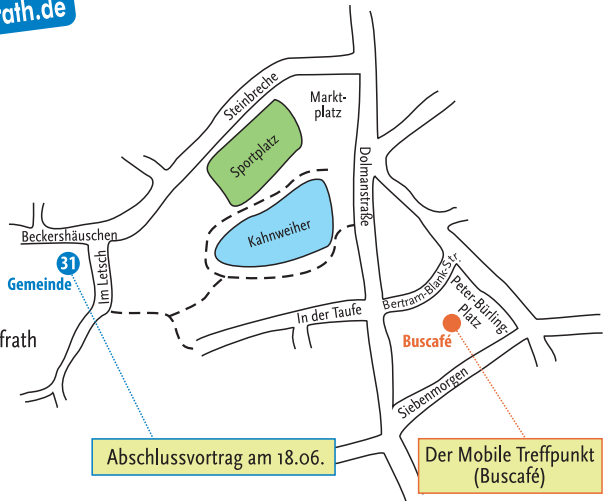 rath.de
Steinbreche
Markt-
platz
Sportplatz
Dolmanstraße
Kahnweiher
Beckershäuschen
31
Gemeinde
Im Letsch
frath
In der Taufe
Bertram-Blank-Str.
Peter-Bürling-
Platz
Buscafé
Siebenmorgen
Abschlussvortrag am 18.06.
Der Mobile Treffpunkt
(Buscafé)